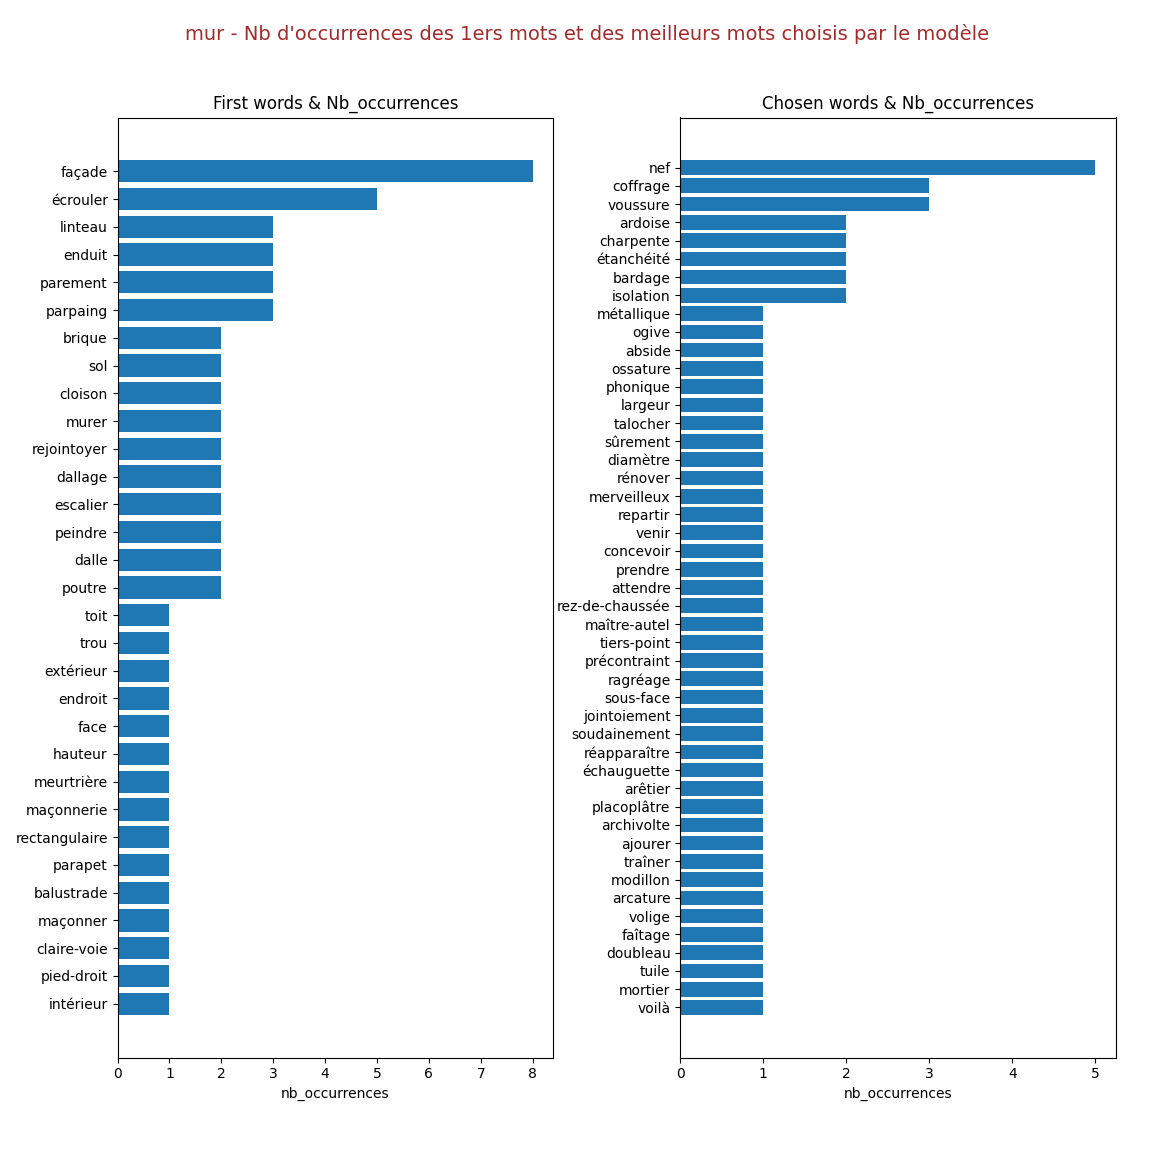 mur - Nb d'occurrences des 1ers mots et des meilleurs mots choisis par le modèle
First words & Nb_occurrences
façade
écrouler
linteau
enduit
parement
parpaing
brique
sol
cloison
murer
rejointoyer
dallage
escalier
peindre
dalle
poutre
toit
trou
extérieur
endroit
face
hauteur
meurtrière
maçonnerie
rectangulaire
parapet
balustrade
maçonner
claire-voie
pied-droit
intérieur
0 1 2 3 4 5 6 7 8
nb_occurrences
Chosen words & Nb_occurrences
nef
coffrage
voussure
ardoise
charpente
étanchéité
bardage
isolation
métallique
ogive
abside
ossature
phonique
largeur
talocher
sûrement
diamètre
rénover
merveilleux
repartir
venir
concevoir
prendre
attendre
rez-de-chaussée
maître-autel
tiers-point
précontraint
ragréage
sous-face
jointoiement
soudainement
réapparaître
échauguette
arêtier
placoplâtre
archivolte
ajourer
traîner
modillon
arcature
volige
faîtage
doubleau
tuile
mortier
voilà
0 1 2 3 4 5
nb_occurrences